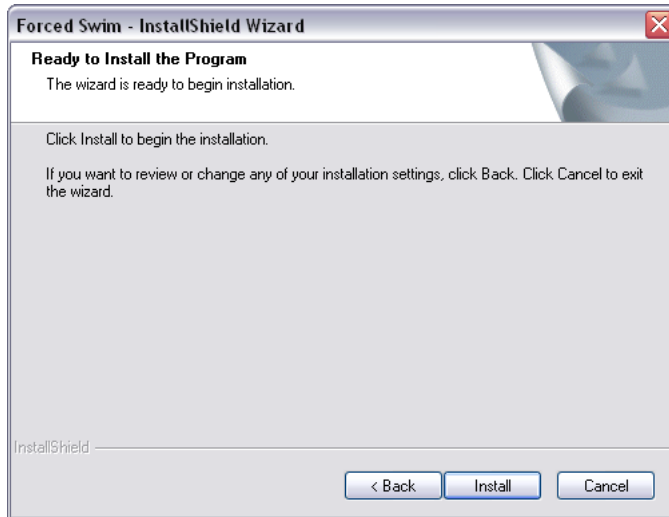 Forced Swim - InstallShield Wizard
Ready to Install the Program
The wizard is ready to begin installation.
Click Install to begin the installation.
If you want to review or change any of your installation settings, click Back. Click Cancel to exit
the wizard.
InstallShield
< Back Install Cancel